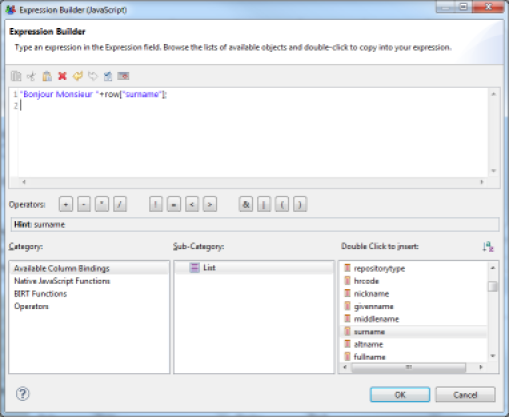 Expression Builder (JavaScript)
Expression Builder
Type an expression in the Expression field. Browse the lists of available objects and double-click to copy into your expression.
1 "Bonjour Monsieur "+row["surname"];
2
Operators: + - * / ! = < > & | ( )
Hint: surname
Category: Sub-Category: Double Click to insert:
Available Column Bindings
Native JavaScript Functions
BIRT Functions
Operators
List
repositorytype
hrcode
nickname
givenname
middlename
surname
altname
fullname
? OK Cancel